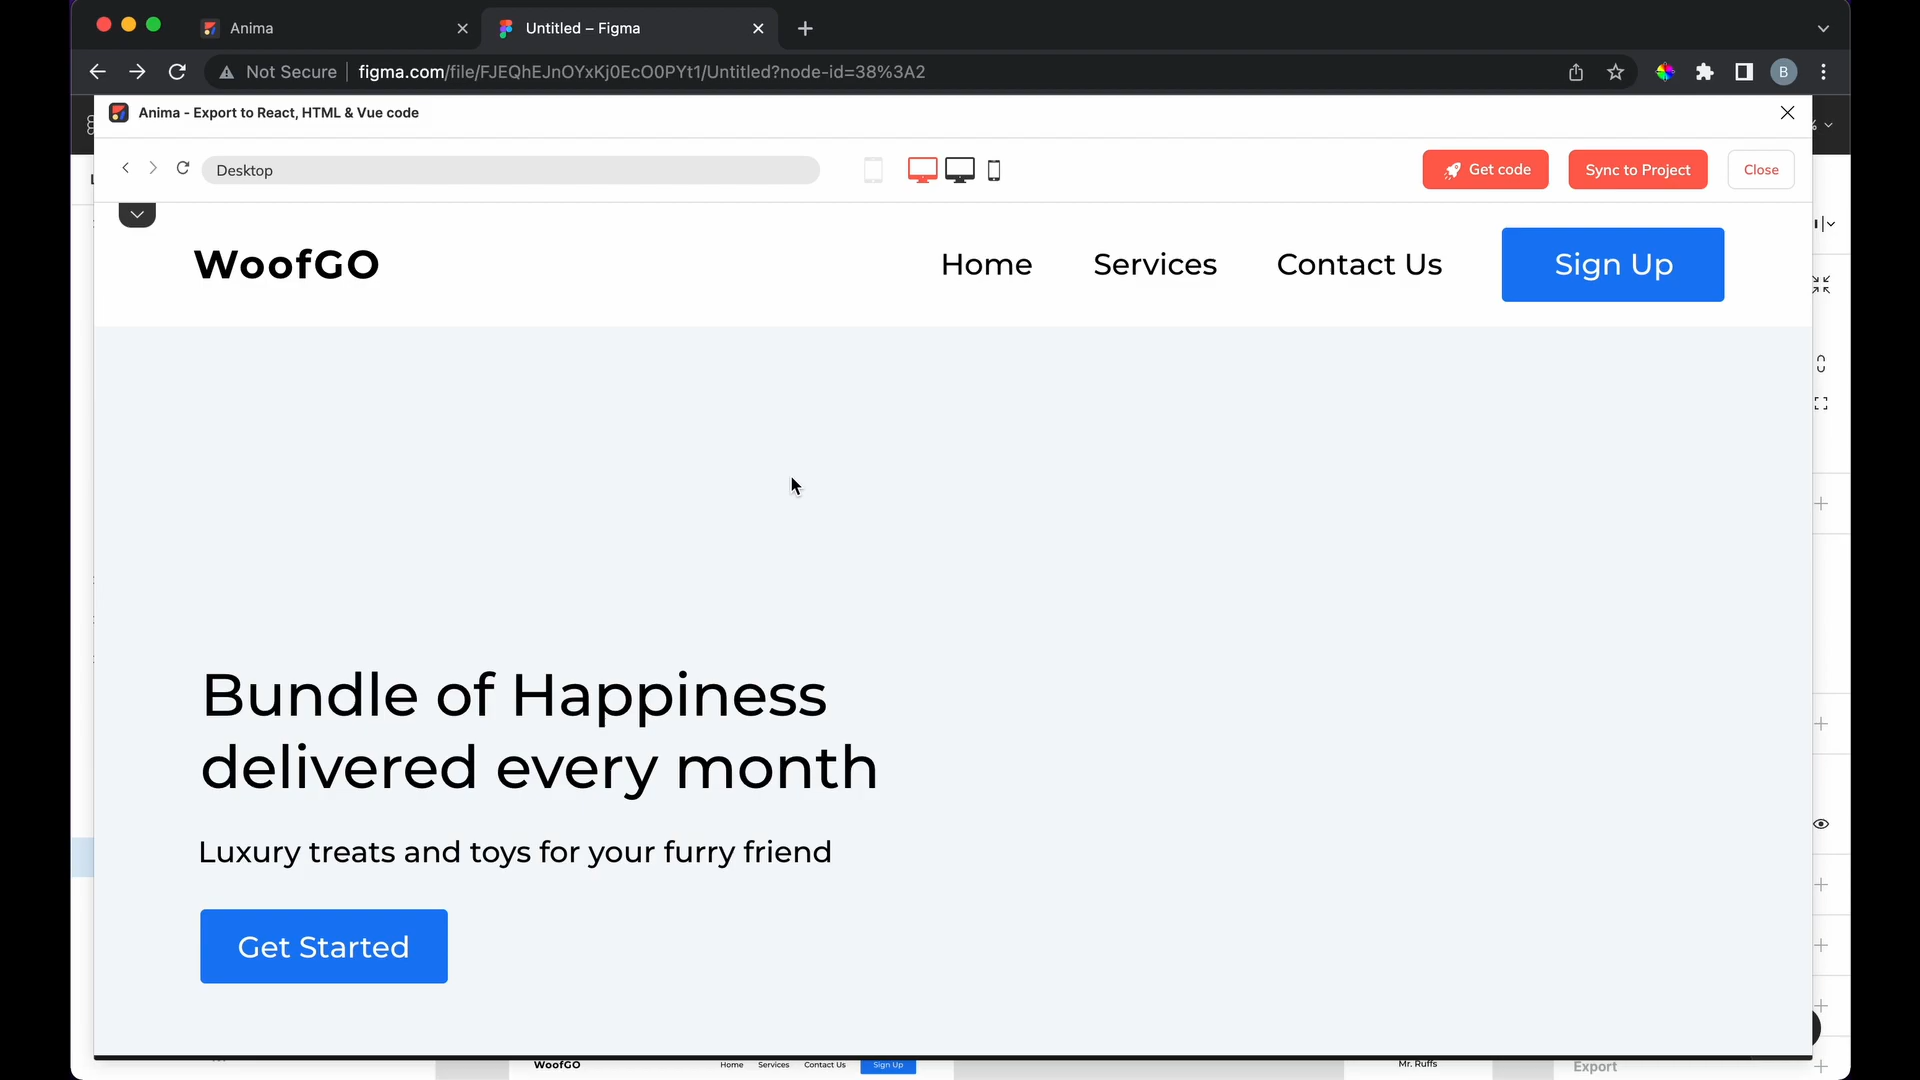 Anima
Untitled – Figma
Not Secure
figma.com/file/FJEQhEJnOYxKj0EcO0PYt1/Untitled?node-id=38%3A2
B
Anima - Export to React, HTML & Vue code
Desktop
Get code
Sync to Project
Close
WoofGO
Home
Services
Contact Us
Sign Up
Bundle of Happiness
delivered every month
Luxury treats and toys for your furry friend
Get Started
WoofGO
Home
Services
Contact Us
Sign Up
Mr. Ruffs
Export